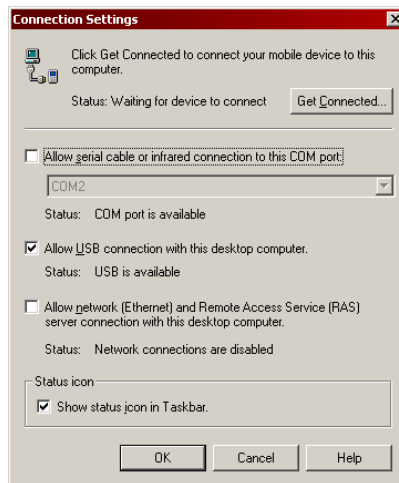 Connection Settings
Click Get Connected to connect your mobile device to this
computer.
Status: Waiting for device to connect
Get Connected...
Allow serial cable or infrared connection to this COM port:
COM2
Status: COM port is available
Allow USB connection with this desktop computer.
Status: USB is available
Allow network (Ethernet) and Remote Access Service (RAS)
server connection with this desktop computer.
Status: Network connections are disabled
Status icon
Show status icon in Taskbar.
OK Cancel Help